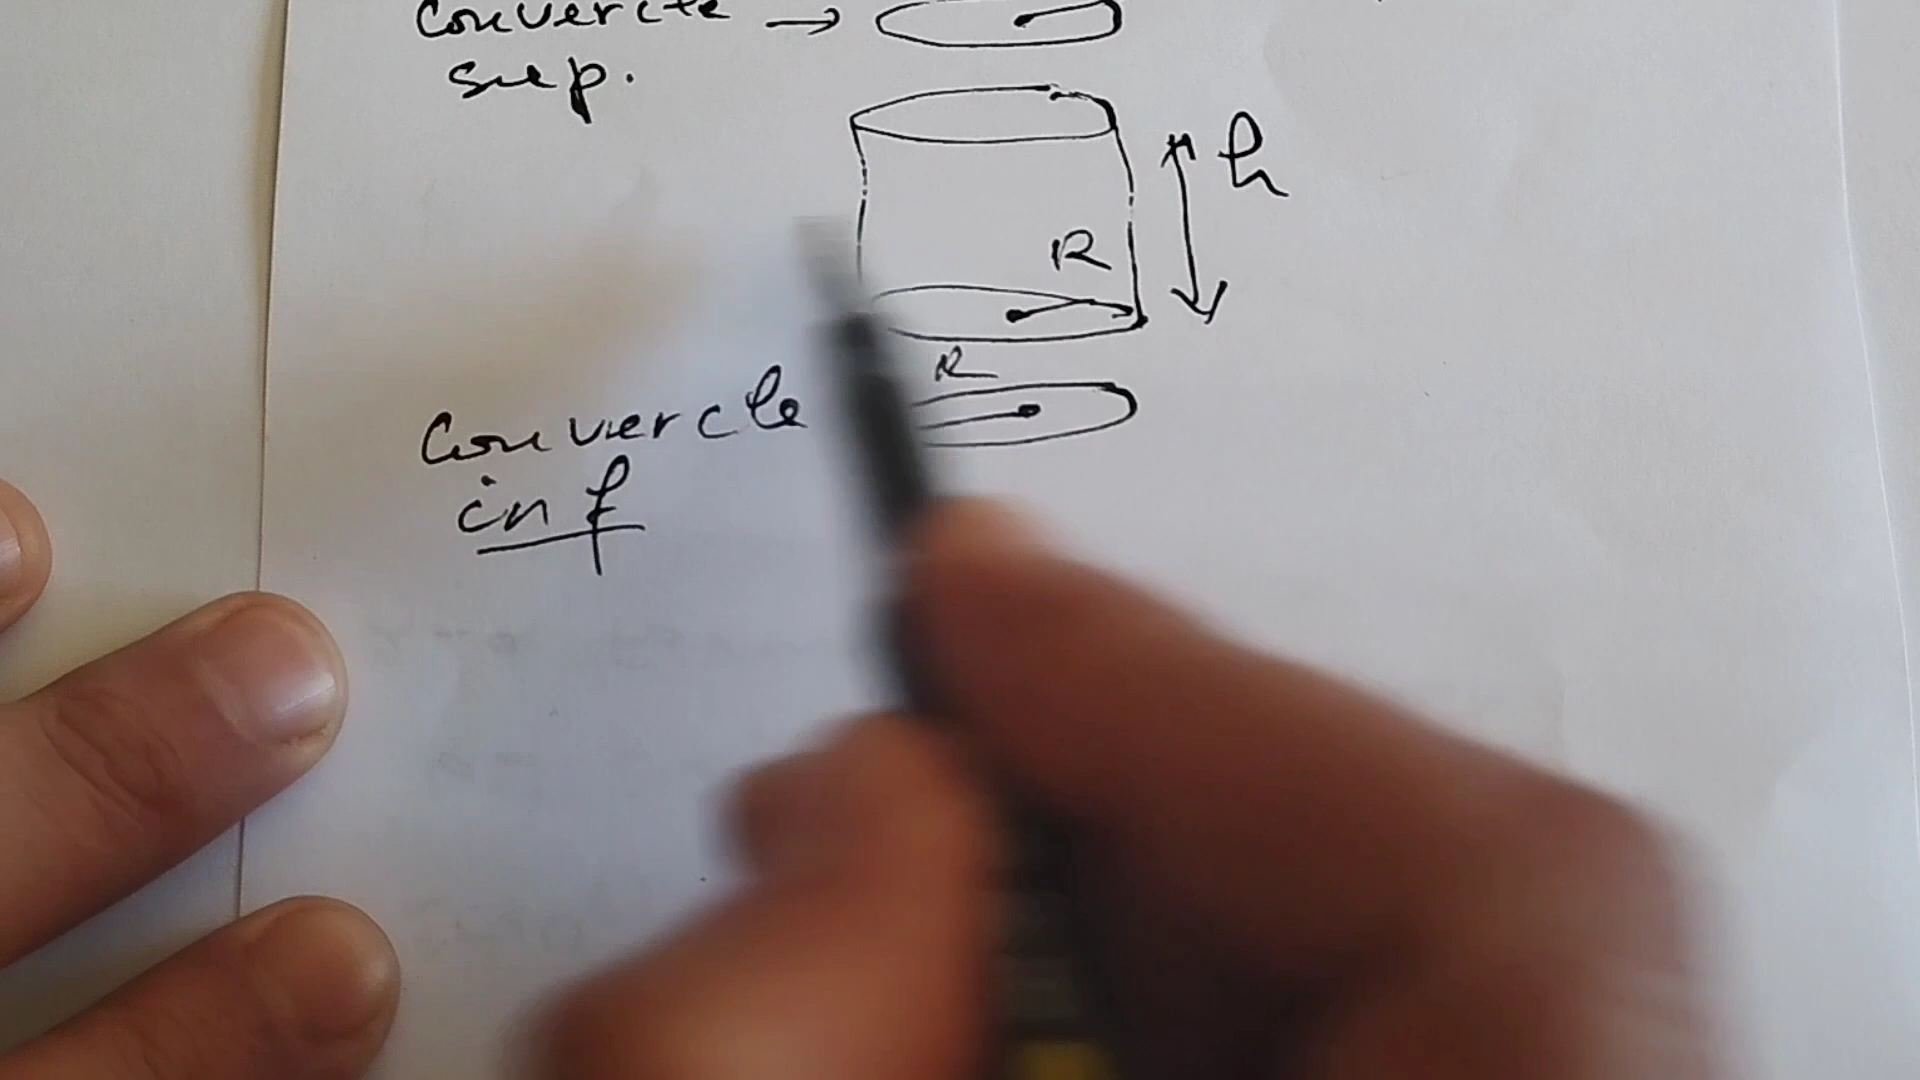 Couvercle →
sup.
h
R
R
Couvercle
inf